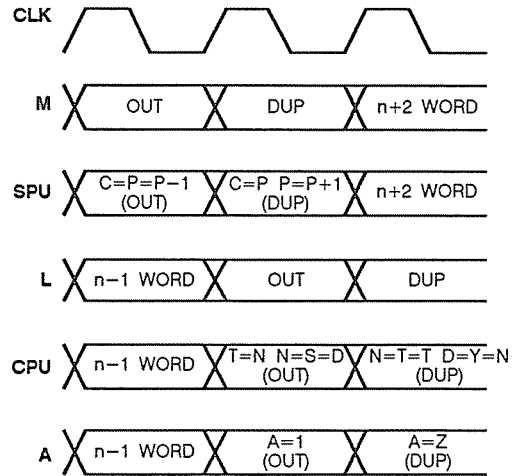 CLK
M OUT DUP n+2 WORD
SPU C=P=P-1 C=P P=P+1 n+2 WORD
(OUT) (DUP)
L n-1 WORD OUT DUP
CPU n-1 WORD T=N N=S=D N=T=T D=Y=N
(OUT) (DUP)
A n-1 WORD A=1 A=Z
(OUT) (DUP)